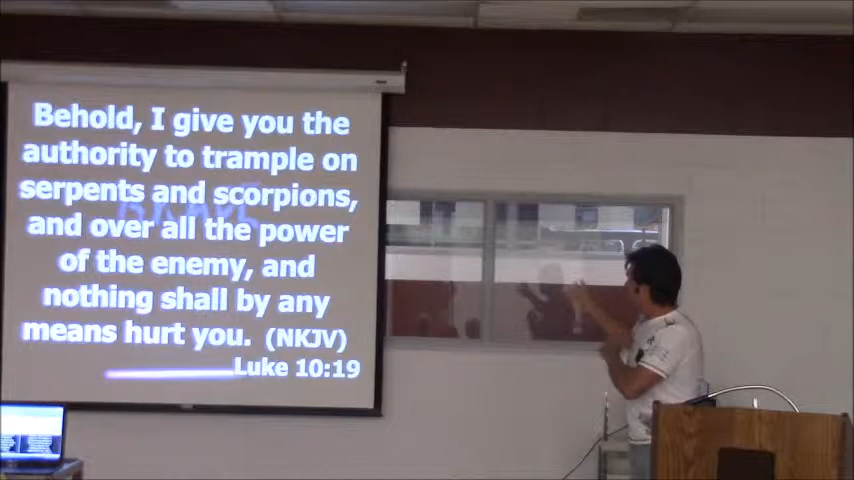 Behold, I give you the
authority to trample on
serpents and scorpions,
and over all the power
of the enemy, and
nothing shall by any
means hurt you. (NKJV)
Luke 10:19